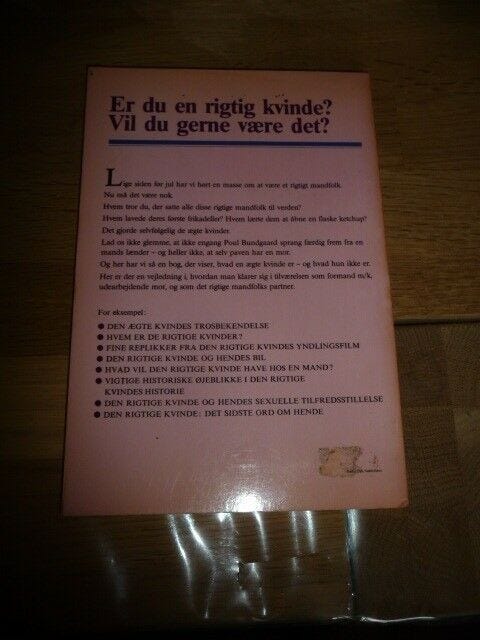 Er du en rigtig kvinde?
Vil du gerne være det?
Lige siden før jul har vi hørt en masse om at være et rigtigt mandfolk.
Nu må det være nok.
Hvem tror du, der satte alle disse rigtige mandfolk til verden?
Hvem lavede deres første frikadeller? Hvem lærte dem at åbne en flaske ketchup?
Det gjorde selvfølgelig de ægte kvinder.
Lad os ikke glemme, at ikke engang Poul Bundgaard sprang færdig frem fra en
mands lænder – og heller ikke, at selv paven har en mor.
Og her har vi så en bog, der viser, hvad en ægte kvinde er – og hvad hun ikke er.
Her er der en vejledning i, hvordan man klarer sig i tilværelsen som formand m/k,
udearbejdende mor, og som det rigtige mandfolks partner.
For eksempel:
● DEN ÆGTE KVINDES TROSBEKENDELSE
● HVEM ER DE RIGTIGE KVINDER?
● FINE REPLIKKER FRA DEN RIGTIGE KVINDES YNDLINGSFILM
● DEN RIGTIGE KVINDE OG HENDES BIL
● HVAD VIL DEN RIGTIGE KVINDE HAVE HOS EN MAND?
● VIGTIGE HISTORISKE ØJEBLIKKE I DEN RIGTIGE
KVINDES HISTORIE
● DEN RIGTIGE KVINDE OG HENDES SEXUELLE TILFREDSSTILLELSE
● DEN RIGTIGE KVINDE: DET SIDSTE ORD OM HENDE